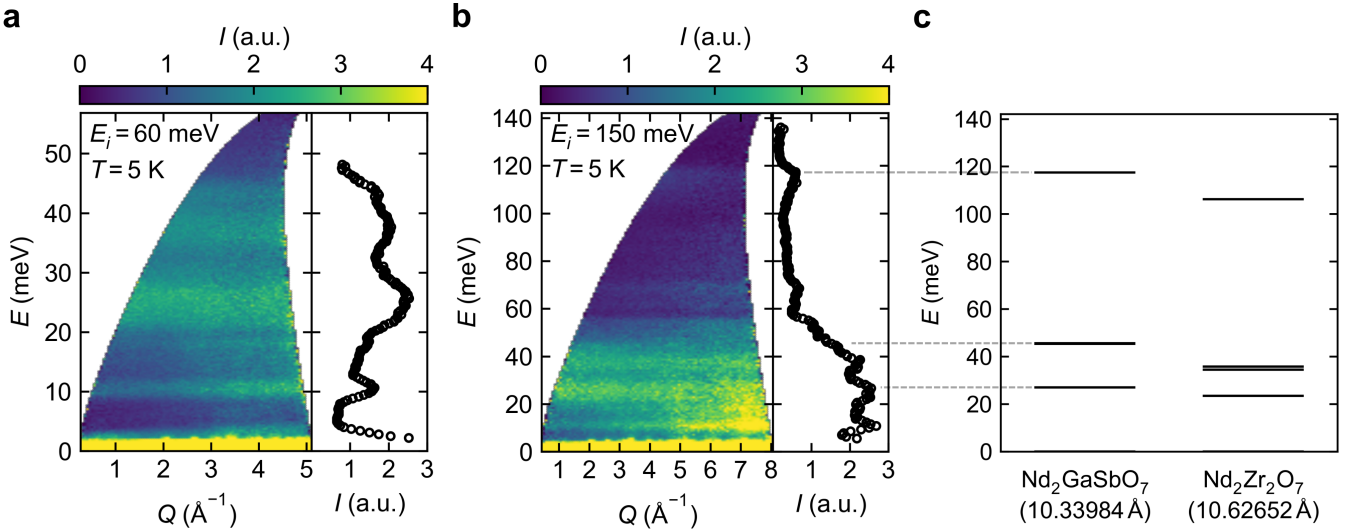 a
I (a.u.)
0 1 2 3 4
E_i = 60 meV
T = 5 K
50
40
30
20
10
0
E (meV)
1 2 3 4 5
Q (Å⁻¹)
1 2 3
I (a.u.)
b
I (a.u.)
0 1 2 3 4
E_i = 150 meV
T = 5 K
140
120
100
80
60
40
20
0
E (meV)
1 2 3 4 5 6 7 8
Q (Å⁻¹)
1 2 3
I (a.u.)
c
140
120
100
80
60
40
20
0
E (meV)
Nd₂GaSbO₇
(10.33984 Å)
Nd₂Zr₂O₇
(10.62652 Å)